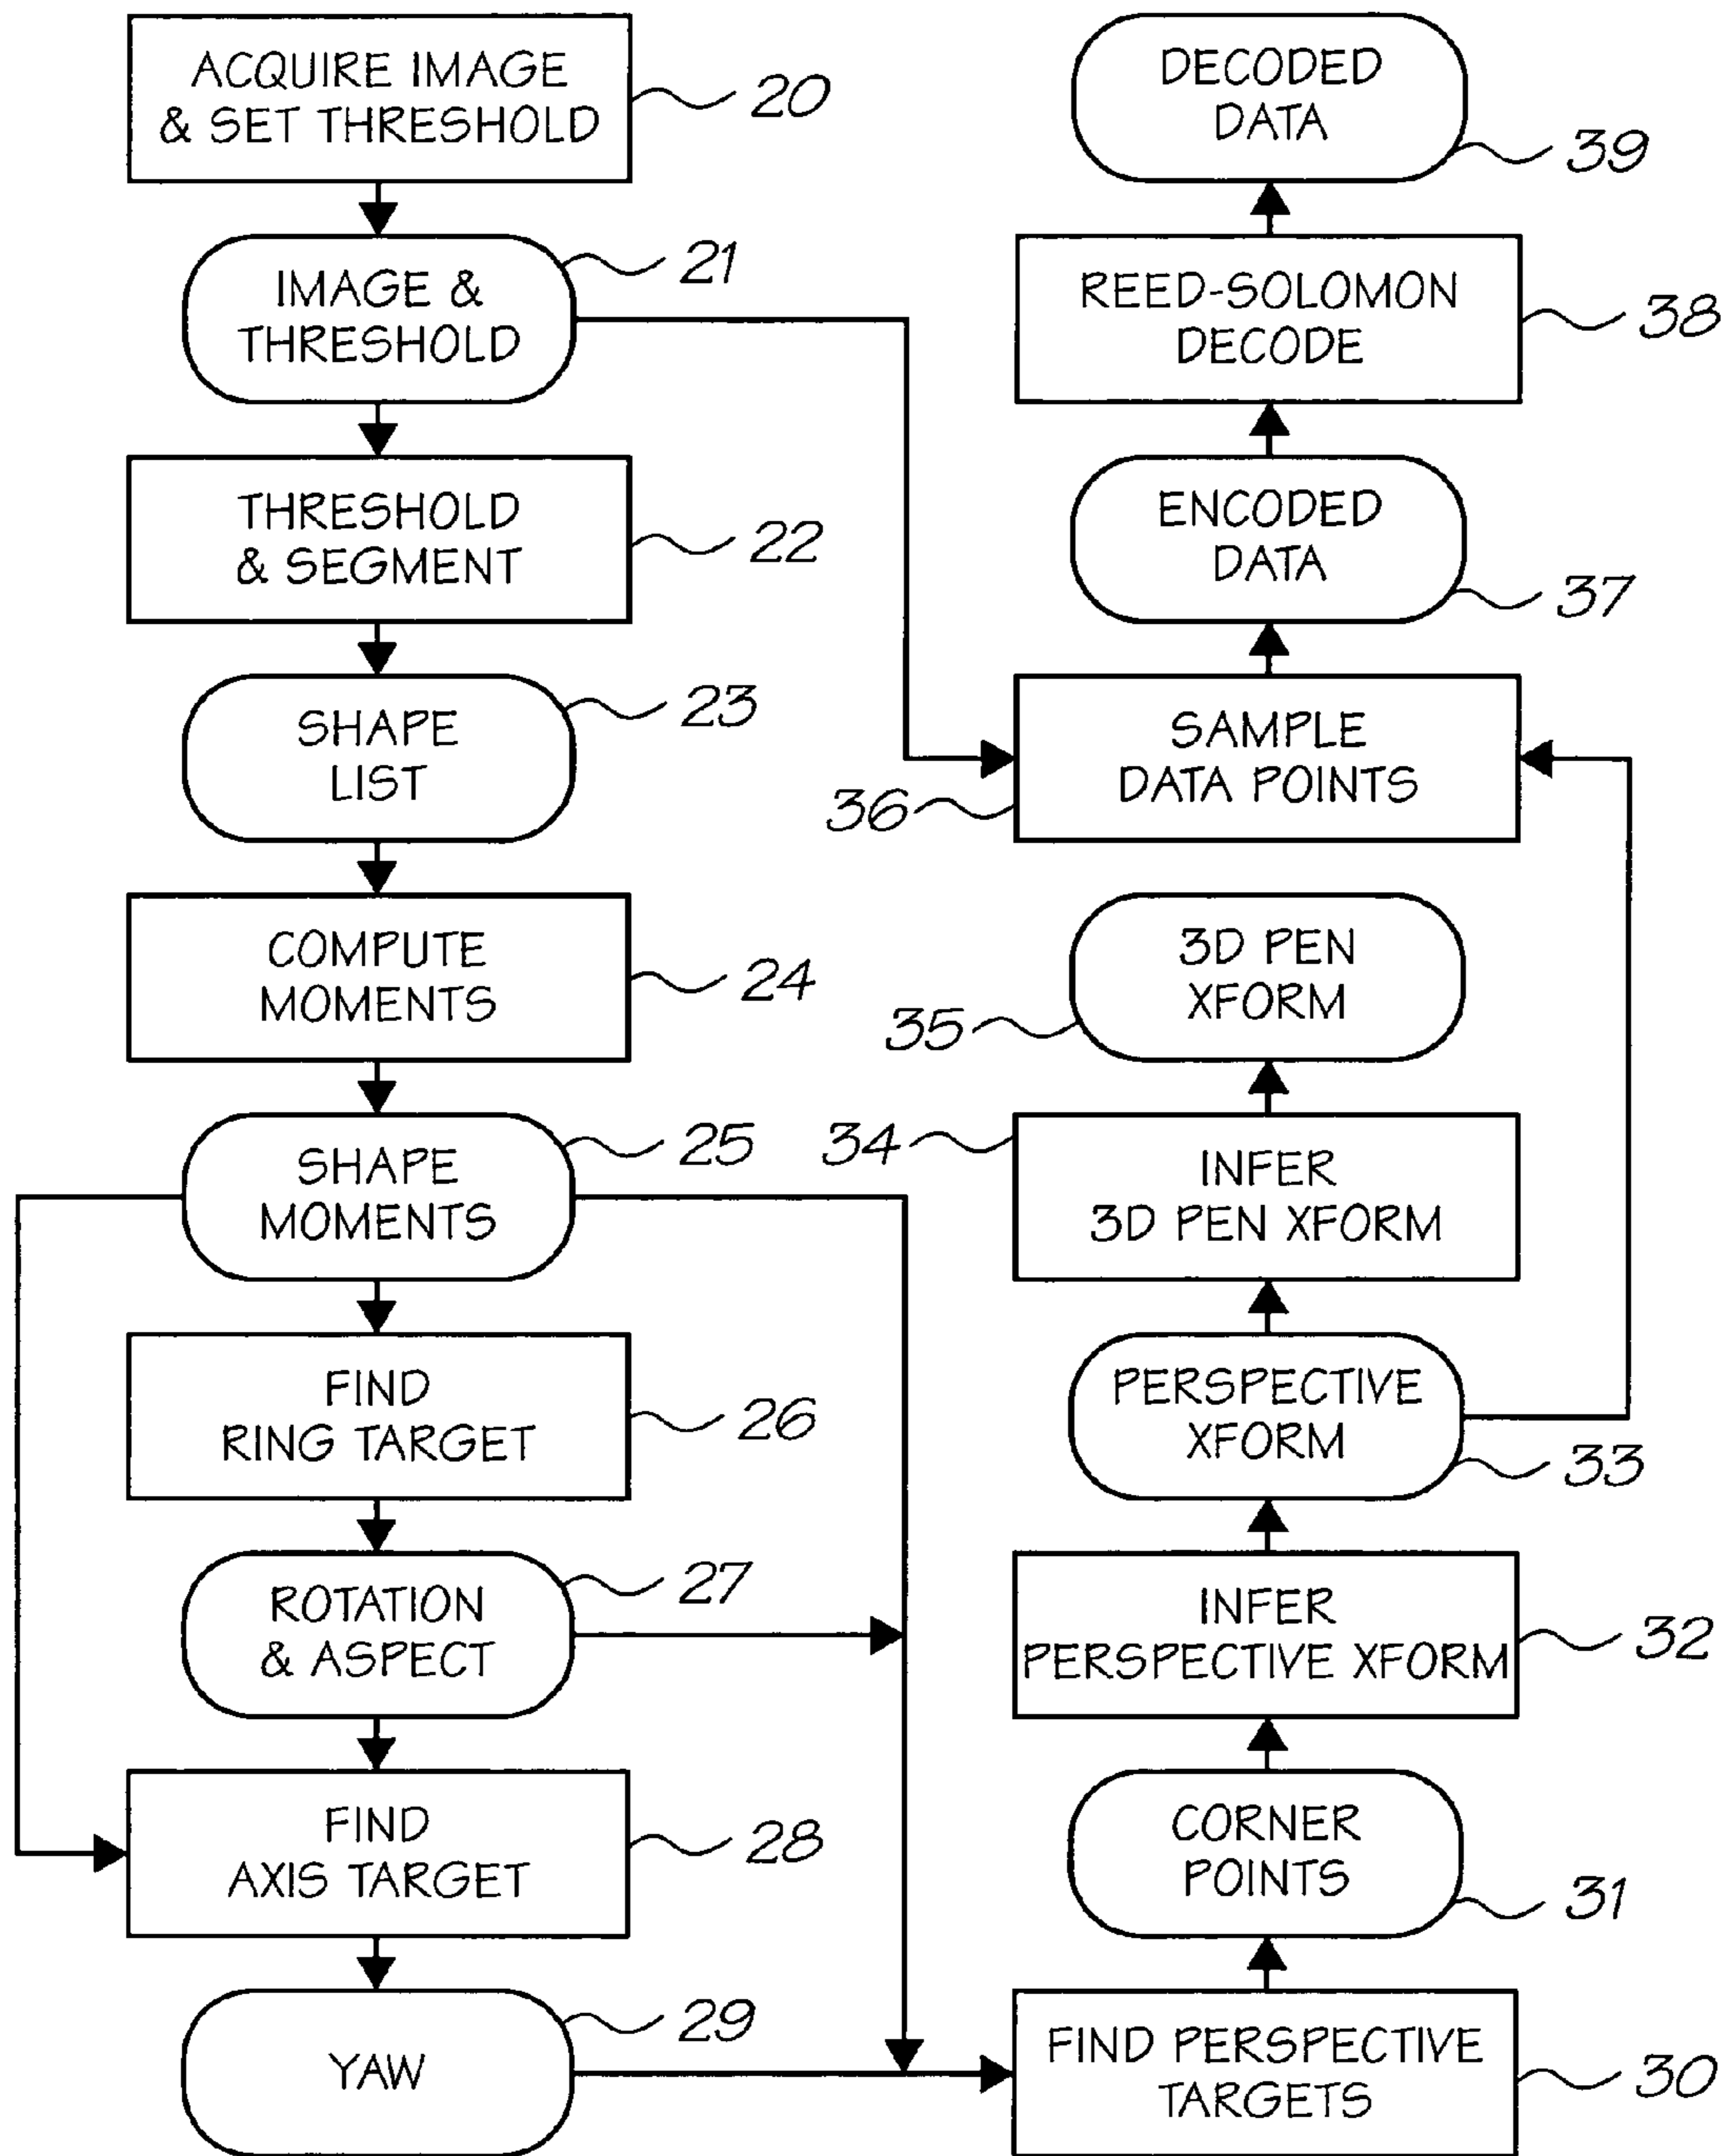 ACQUIRE IMAGE
& SET THRESHOLD
20
IMAGE &
THRESHOLD
21
THRESHOLD
& SEGMENT
22
SHAPE
LIST
23
COMPUTE
MOMENTS
24
SHAPE
MOMENTS
25
FIND
RING TARGET
26
ROTATION
& ASPECT
27
FIND
AXIS TARGET
28
YAW
29
FIND PERSPECTIVE
TARGETS
30
CORNER
POINTS
31
INFER
PERSPECTIVE XFORM
32
PERSPECTIVE
XFORM
33
INFER
3D PEN XFORM
34
3D PEN
XFORM
35
SAMPLE
DATA POINTS
36
ENCODED
DATA
37
REED-SOLOMON
DECODE
38
DECODED
DATA
39